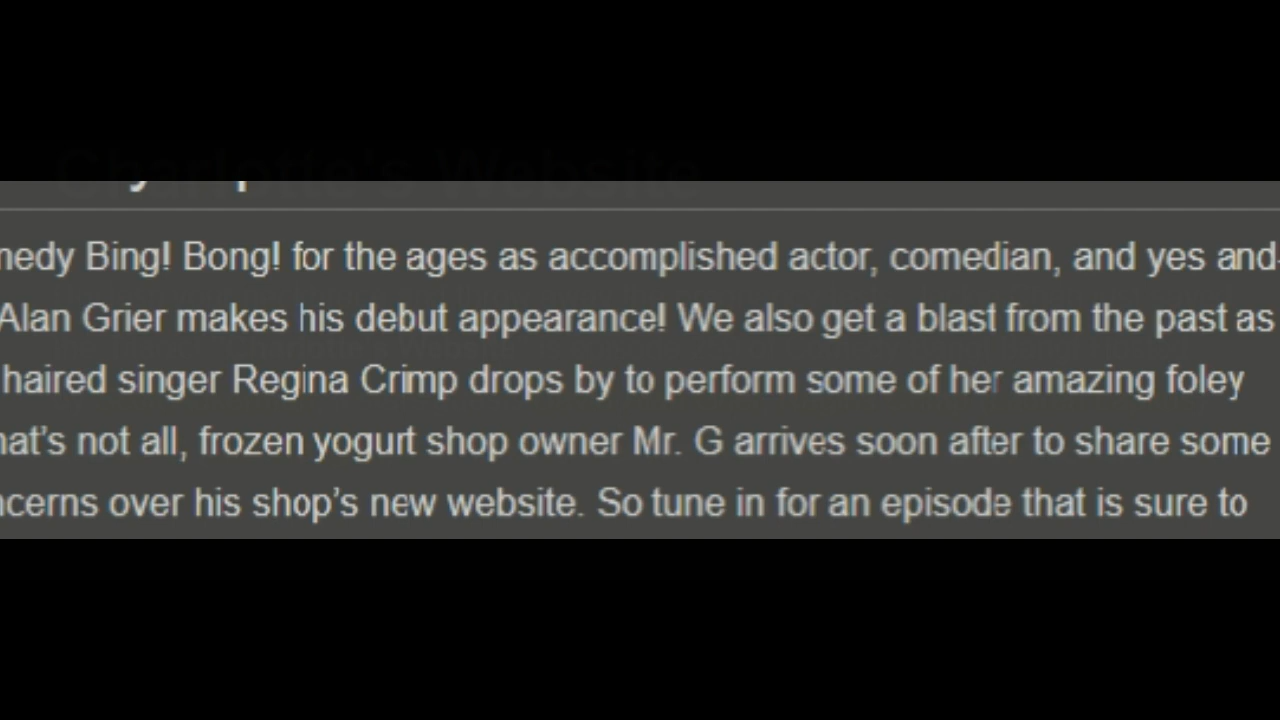 Charlotte's Website
nedy Bing! Bong! for the ages as accomplished actor, comedian, and yes and-
Alan Grier makes his debut appearance! We also get a blast from the past as
haired singer Regina Crimp drops by to perform some of her amazing foley
nat's not all, frozen yogurt shop owner Mr. G arrives soon after to share some
ncerns over his shop’s new website. So tune in for an episode that is sure to